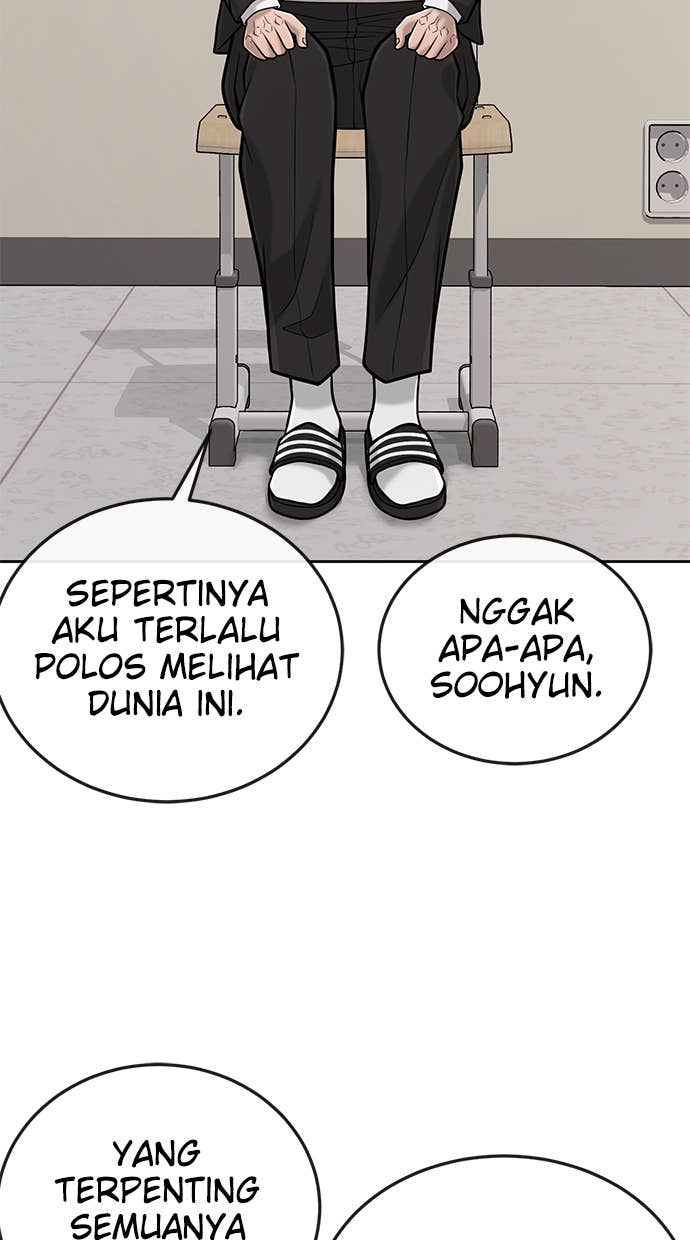 SEPERTINYA
AKU TERLALU
POLOS MELIHAT
DUNIA INI.
NGGAK
APA-APA,
SOOHYUN.
YANG
TERPENTING
SEMUANYA